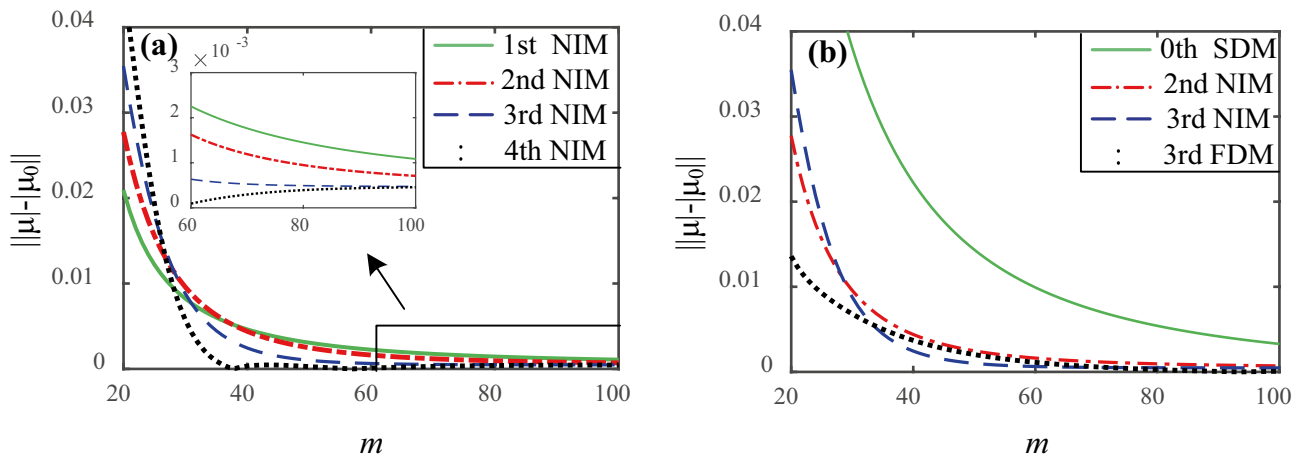 0.04
(a)
1st NIM
2nd NIM
3rd NIM
4th NIM
× 10 -3
3
2
1
0
60
80
100
0.03
0.02
0.01
0
||μ|-|μ0||
20
40
60
80
100
m
0.04
(b)
0th SDM
2nd NIM
3rd NIM
3rd FDM
0.03
0.02
0.01
0
||μ|-|μ0||
20
40
60
80
100
m